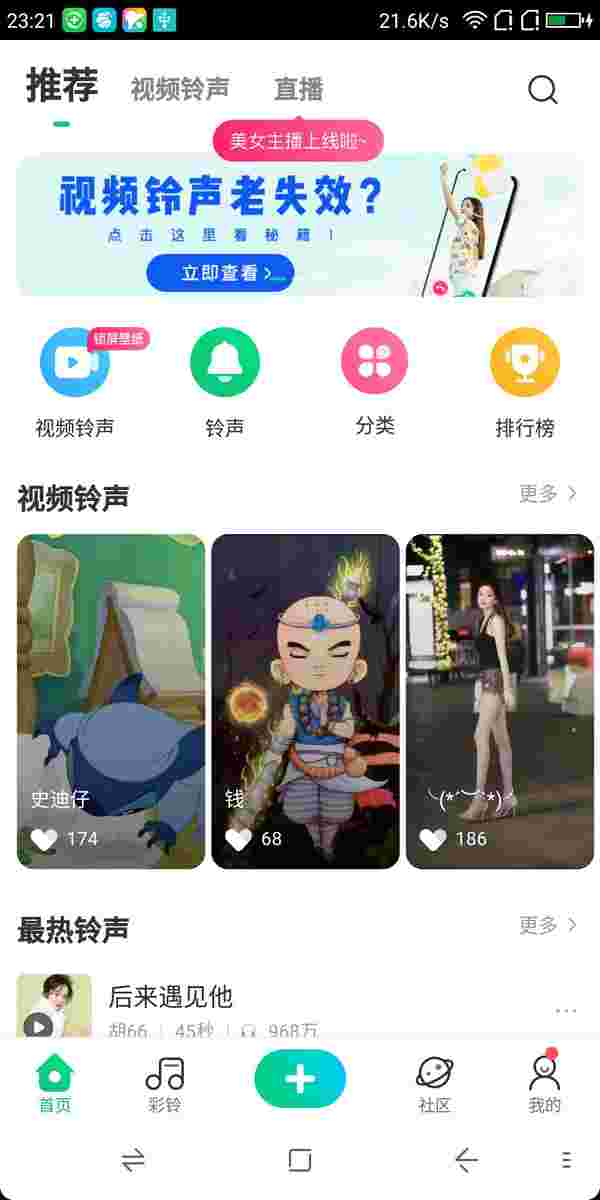 23:21
21.6K/s
推荐
视频铃声
直播
美女主播上线啦~
视频铃声老失效？
点击这里看秘籍！
立即查看
锁屏壁纸
视频铃声
铃声
分类
排行榜
视频铃声
更多
史迪仔
174
钱
68
╰(*´︶`*)╯
186
最热铃声
更多
后来遇见他
胡66
45秒
968万
首页
彩铃
社区
我的